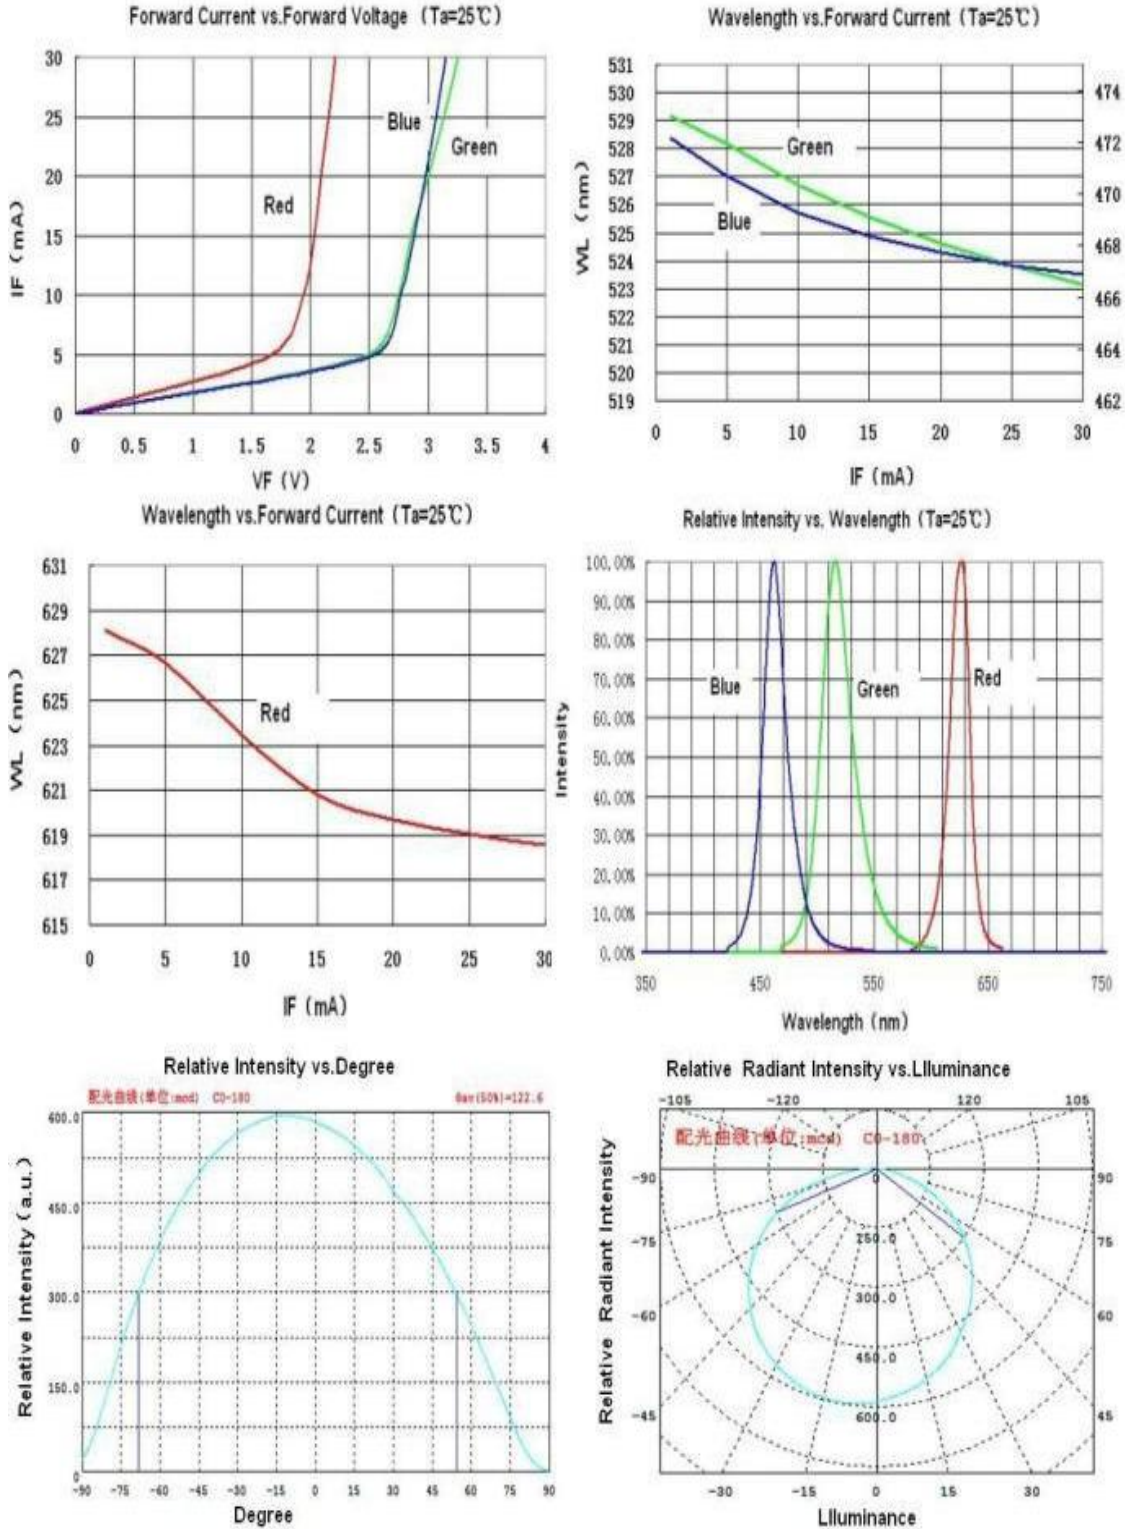 Forward Current vs.Forward Voltage (Ta=25℃)
30
25
20
15
10
5
0
IF (mA)
Blue
Green
Red
0 0.5 1 1.5 2 2.5 3 3.5 4
VF (V)
Wavelength vs.Forward Current (Ta=25℃)
531
530
529
528
527
526
525
524
523
522
521
520
519
WL (nm)
Green
Blue
474
472
470
468
466
464
462
0 5 10 15 20 25 30
IF (mA)
Wavelength vs.Forward Current (Ta=25℃)
631
629
627
625
623
621
619
617
615
WL (nm)
Red
0 5 10 15 20 25 30
IF (mA)
Relative Intensity vs. Wavelength (Ta=25℃)
100.00%
90.00%
80.00%
70.00%
60.00%
50.00%
40.00%
30.00%
20.00%
10.00%
0.00%
Intensity
Blue
Green
Red
350 450 550 650 750
Wavelength (nm)
Relative Intensity vs.Degree
配光曲线(单位:mcd) C0-180
θav(50%)=122.6
600.0
450.0
300.0
150.0
0
Relative Intensity (a.u.)
-90 -75 -60 -45 -30 -15 0 15 30 45 60 75 90
Degree
Relative Radiant Intensity vs.LIluminance
-105 -120 120 105
配光曲线(单位:mcd) C0-180
-90 0 90
250.0
-75 75
300.0
-60 60
450.0
600.0
-45 45
Relative Radiant Intensity
-30 -15 0 15 30
LIluminance